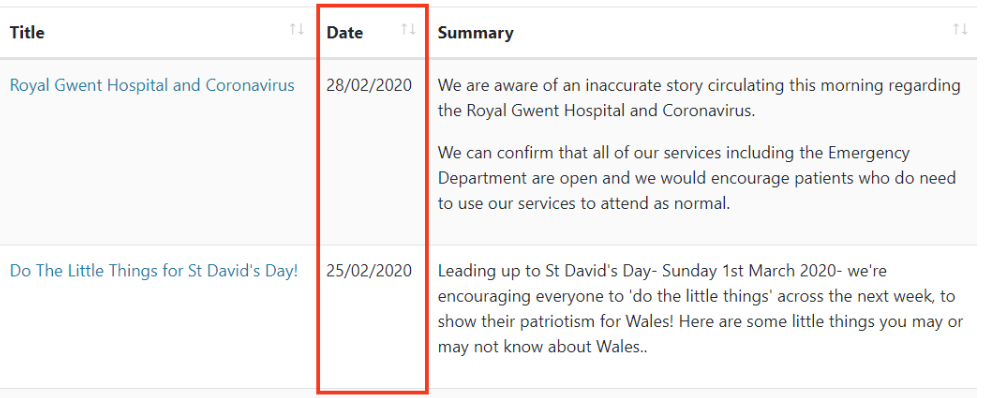 Title ↑↓ Date ↑↓ Summary ↑↓
Royal Gwent Hospital and Coronavirus 28/02/2020 We are aware of an inaccurate story circulating this morning regarding
the Royal Gwent Hospital and Coronavirus.
We can confirm that all of our services including the Emergency
Department are open and we would encourage patients who do need
to use our services to attend as normal.
Do The Little Things for St David's Day! 25/02/2020 Leading up to St David's Day- Sunday 1st March 2020- we're
encouraging everyone to 'do the little things' across the next week, to
show their patriotism for Wales! Here are some little things you may or
may not know about Wales..